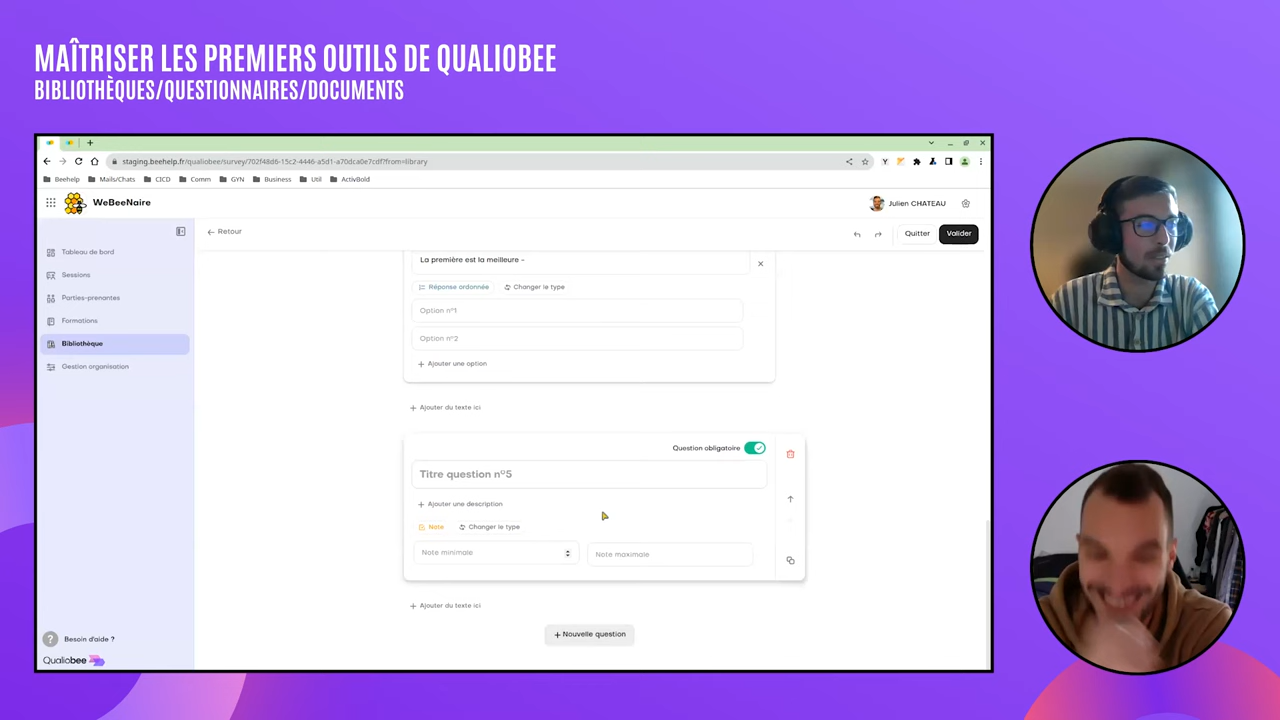 MAÎTRISER LES PREMIERS OUTILS DE QUALIOBEE
BIBLIOTHÈQUES/QUESTIONNAIRES/DOCUMENTS
staging.beehelp.fr/qualiobee/survey/702f48d6-15c2-4446-a5d1-a70dca0e7cdf?from=library
Beehelp
Mails/Chats
CICD
Comm
GYN
Business
Util
ActivBold
WeBeeNaire
Julien CHATEAU
Tableau de bord
Sessions
Parties-prenantes
Formations
Bibliothèque
Gestion organisation
Besoin d'aide ?
Qualiobee
Retour
Quitter
Valider
La première est la meilleure -
Réponse ordonnée
Changer le type
Option n°1
Option n°2
+ Ajouter une option
+ Ajouter du texte ici
Question obligatoire
Titre question n°5
+ Ajouter une description
Note
Changer le type
Note minimale
Note maximale
+ Ajouter du texte ici
+ Nouvelle question